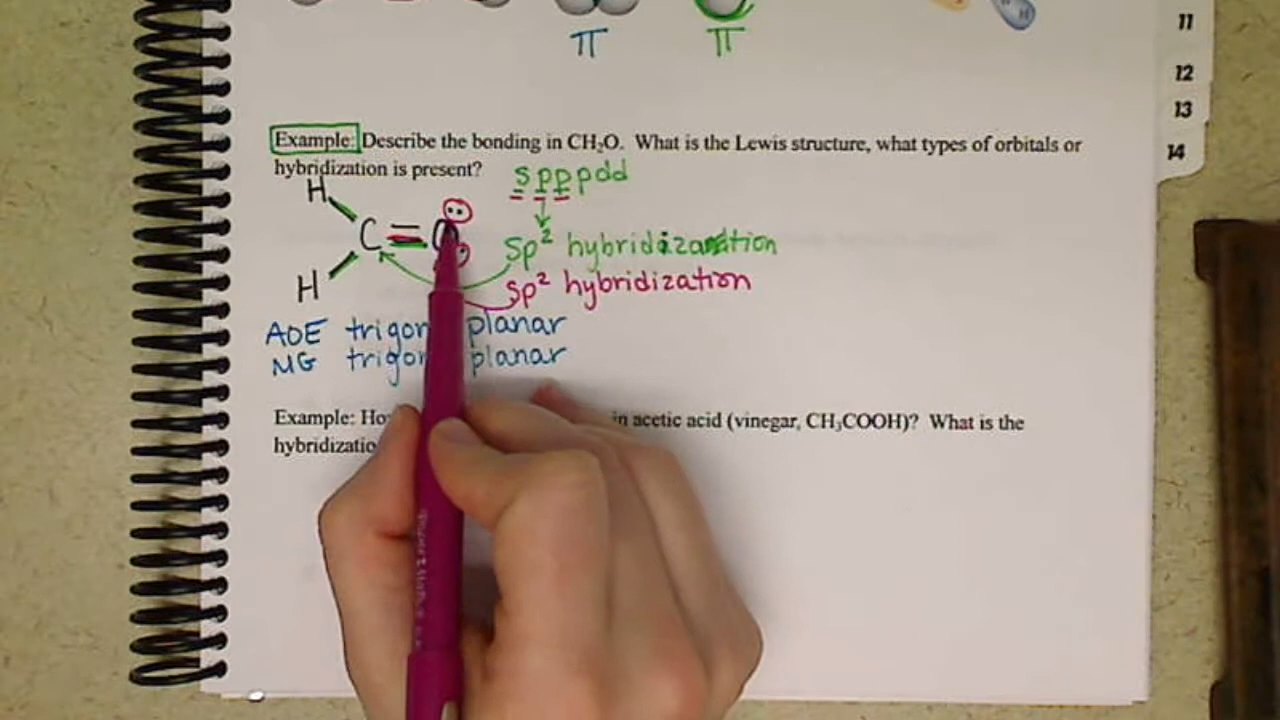 π π
11
12
13
14
Example: Describe the bonding in CH₂O. What is the Lewis structure, what types of orbitals or
hybridization is present?
spppdd
H
C = O
H
sp² hybridization
sp² hybridization
AOE trigon planar
MG trigon planar
Example: Ho in acetic acid (vinegar, CH₃COOH)? What is the
hybridizatio